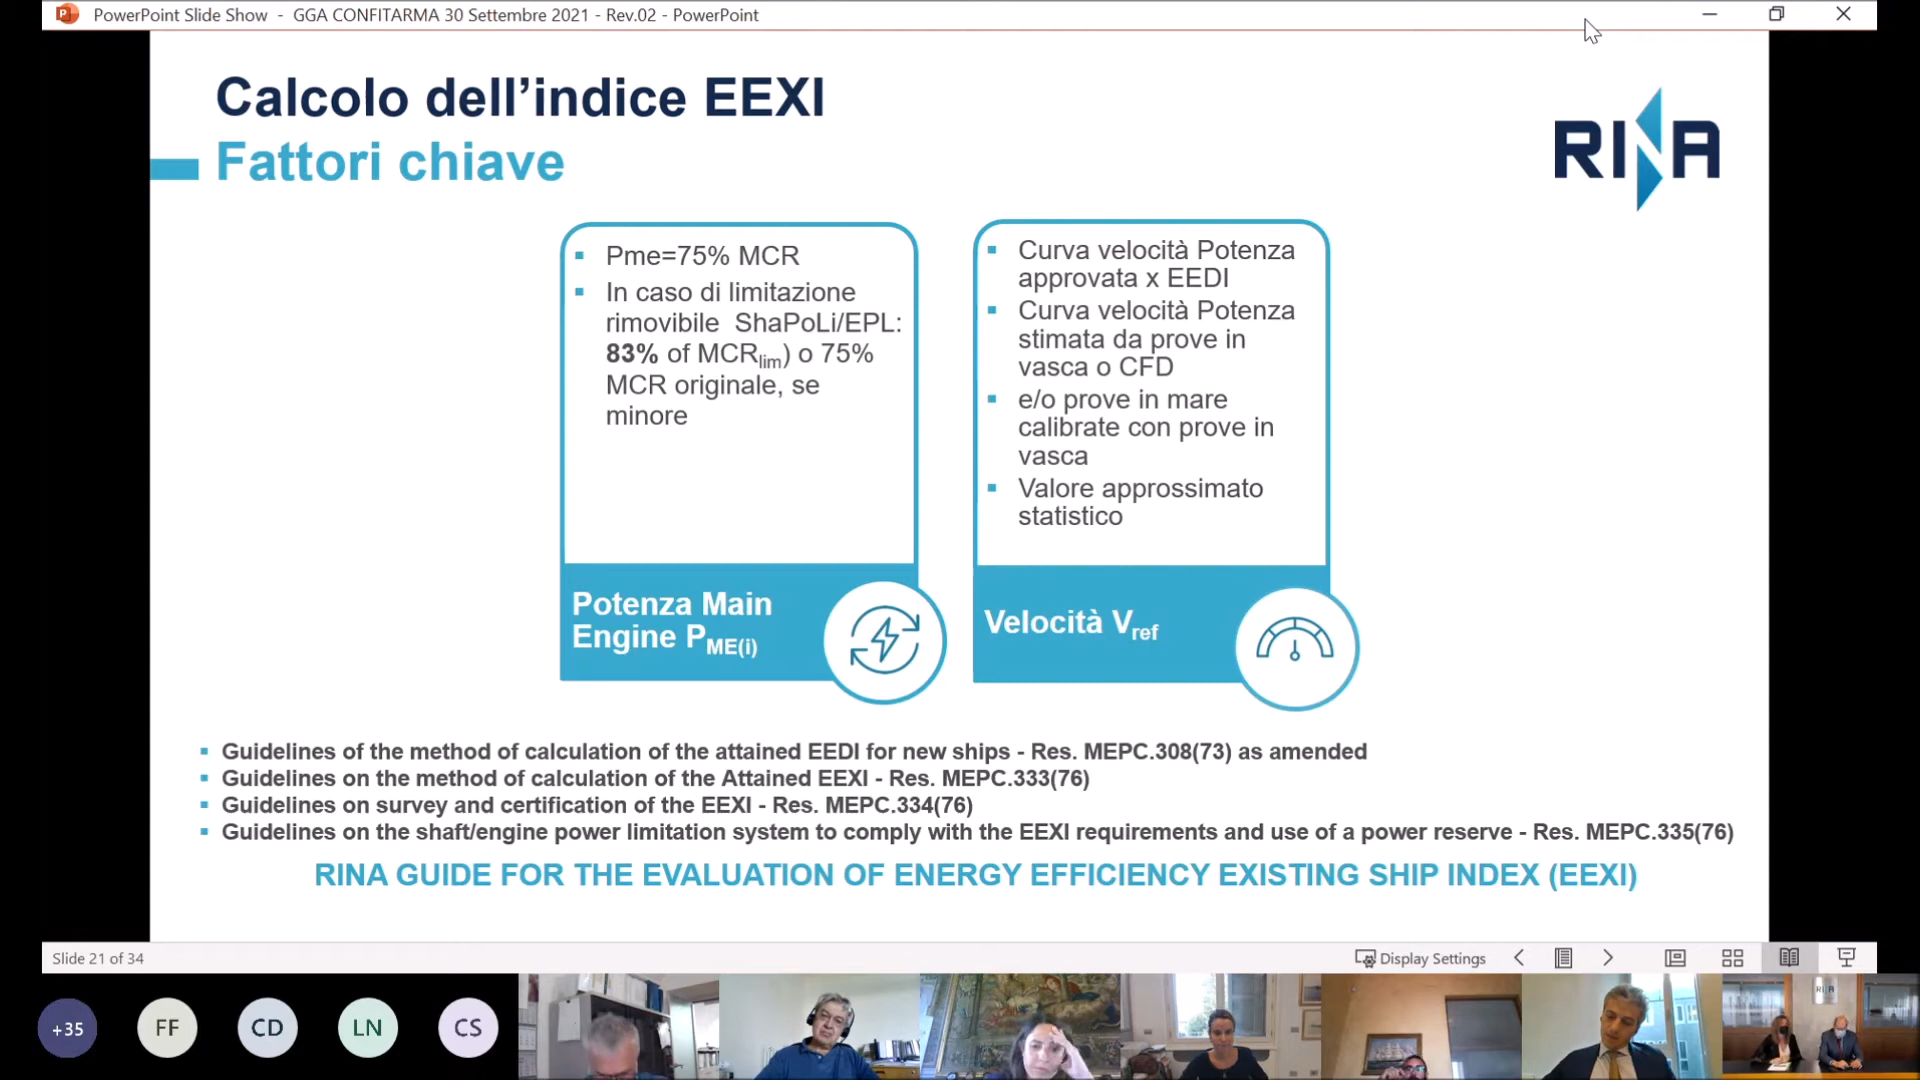 PowerPoint Slide Show - GGA CONFITARMA 30 Settembre 2021 - Rev.02 - PowerPoint
Calcolo dell’indice EEXI
Fattori chiave
RINA
Pme=75% MCR
In caso di limitazione
rimovibile ShaPoLi/EPL:
83% of MCRlim) o 75%
MCR originale, se
minore
Potenza Main
Engine PME(i)
Curva velocità Potenza
approvata x EEDI
Curva velocità Potenza
stimata da prove in
vasca o CFD
e/o prove in mare
calibrate con prove in
vasca
Valore approssimato
statistico
Velocità Vref
Guidelines of the method of calculation of the attained EEDI for new ships - Res. MEPC.308(73) as amended
Guidelines on the method of calculation of the Attained EEXI - Res. MEPC.333(76)
Guidelines on survey and certification of the EEXI - Res. MEPC.334(76)
Guidelines on the shaft/engine power limitation system to comply with the EEXI requirements and use of a power reserve - Res. MEPC.335(76)
RINA GUIDE FOR THE EVALUATION OF ENERGY EFFICIENCY EXISTING SHIP INDEX (EEXI)
Slide 21 of 34
Display Settings
+35
FF
CD
LN
CS
RINA